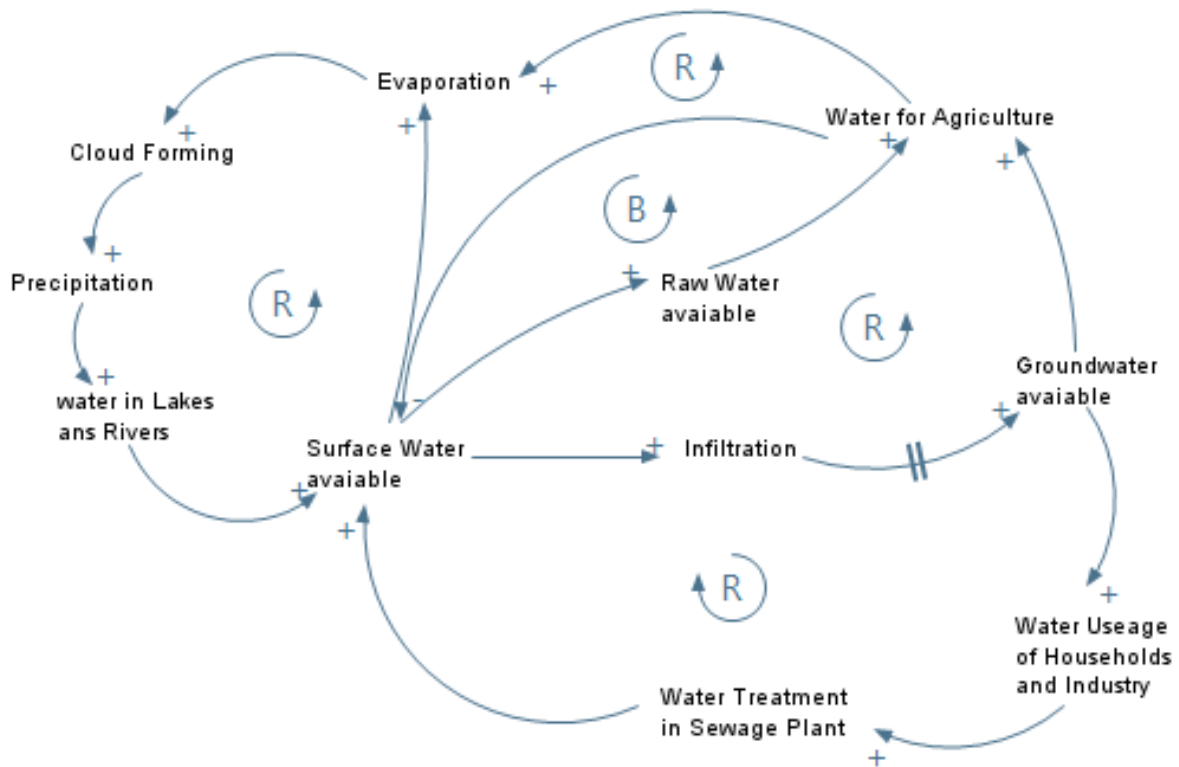 Evaporation
+
+
R
Water for Agriculture
+
+
+
Cloud Forming
B
+
Precipitation
R
+
Raw Water
avaiable
R
+
water in Lakes
ans Rivers
-
Groundwater
avaiable
+
Surface Water
avaiable
+
+
+
Infiltration
R
+
Water Useage
of Households
and Industry
Water Treatment
in Sewage Plant
+